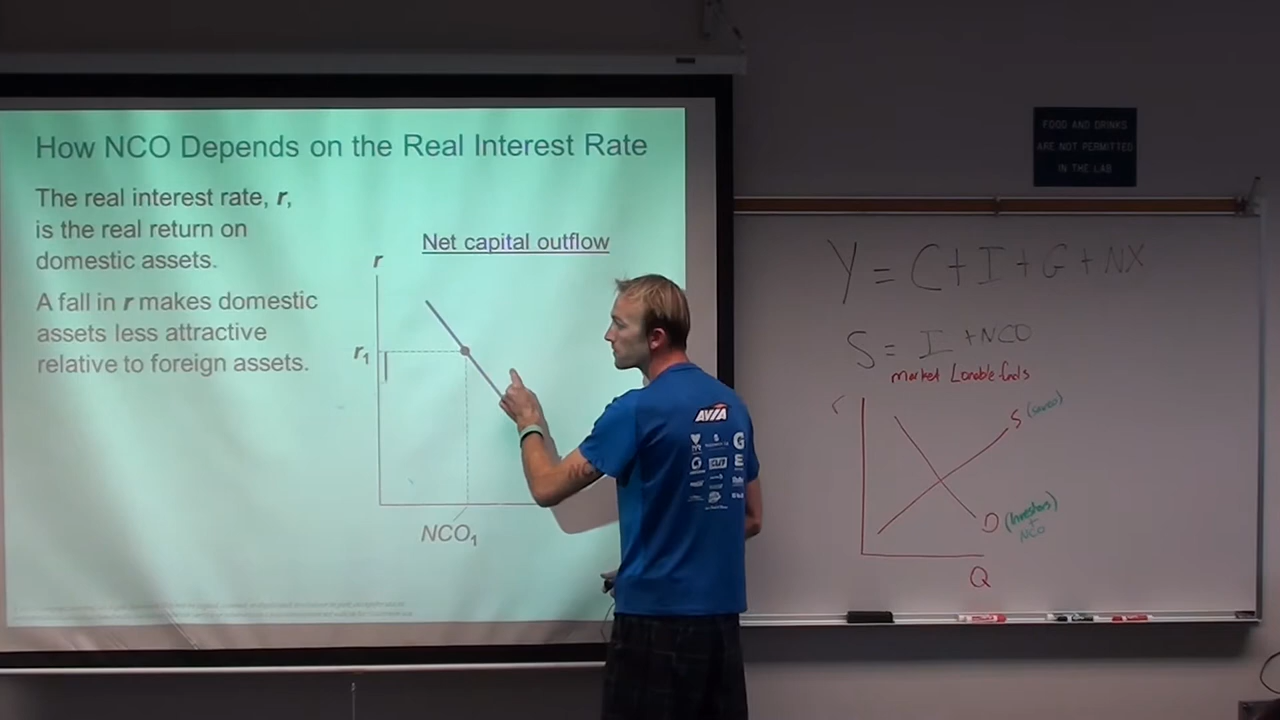 How NCO Depends on the Real Interest Rate
The real interest rate, r,
is the real return on
domestic assets.
A fall in r makes domestic
assets less attractive
relative to foreign assets.
Net capital outflow
r
r1
NCO1
FOOD AND DRINKS
ARE NOT PERMITTED
IN THE LAB
Y = C + I + G + NX
S = I + NCO
market Lonable funds
r
S
D (Investors)
+
NCO
Q
AVIA